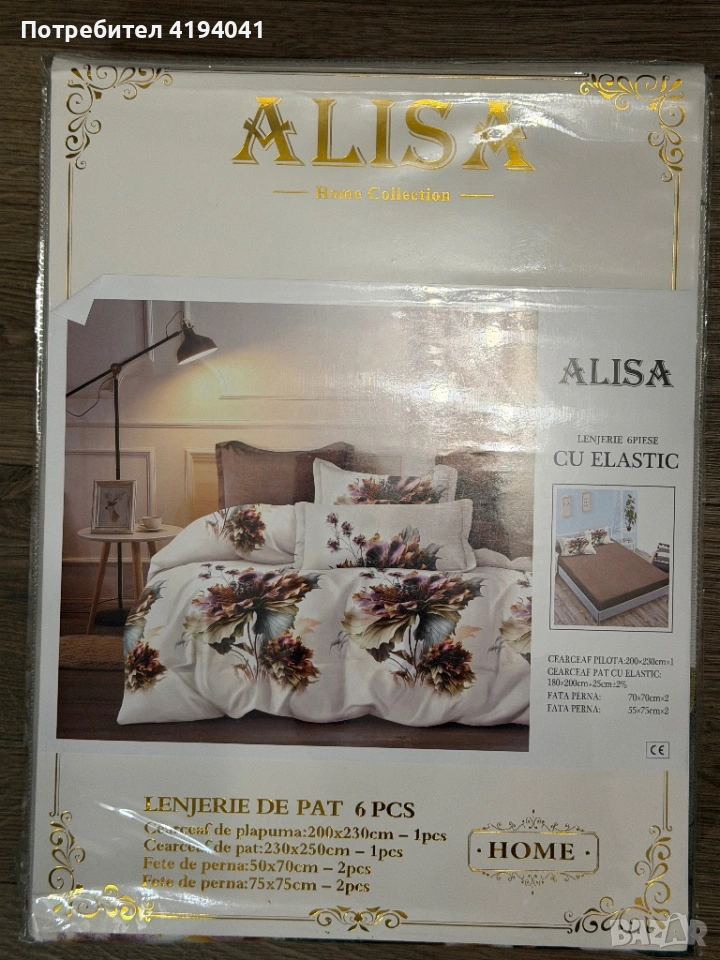 Потребител 4194041
ALISA
Home Collection
ALISA
LENJERIE 6PIESE
CU ELASTIC
CEARCEAF PILOTA:200×230cm×1
CEARCEAF PAT CU ELASTIC:
180×200cm+25cm±2%
FATA PERNA: 70×70cm×2
FATA PERNA: 55×75cm×2
CE
LENJERIE DE PAT 6 PCS
Cearceaf de plapuma:200x230cm – 1pcs
Cearceaf de pat:230x250cm – 1pcs
Fete de perna:50x70cm – 2pcs
Fete de perna:75x75cm – 2pcs
· HOME ·
BAZAR